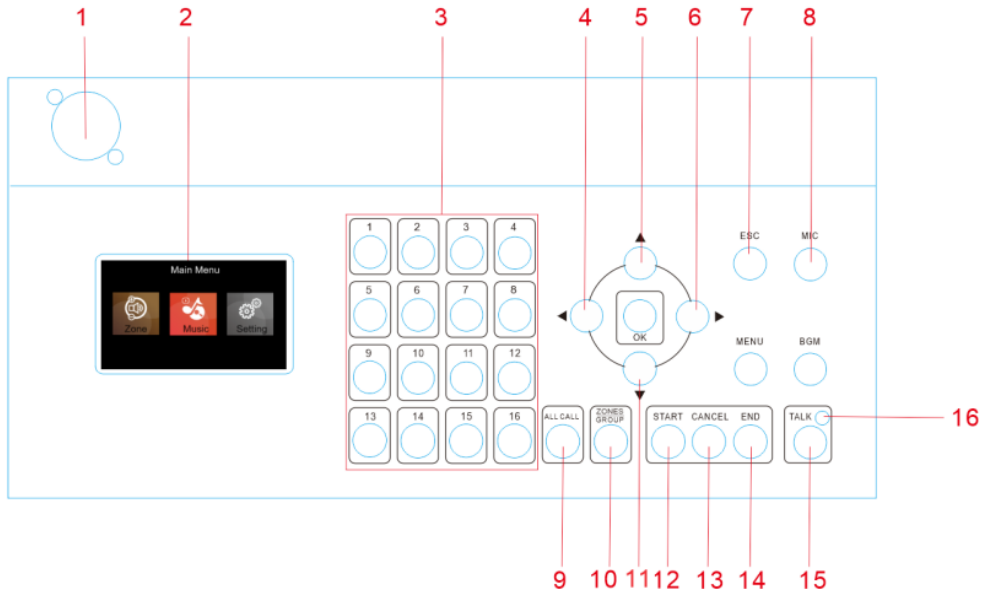 1 2 3 4 5 6 7 8
Main Menu
Zone Music Setting
1 2 3 4
5 6 7 8
9 10 11 12
13 14 15 16
ESC MIC
OK
MENU BGM
ALL CALL
ZONES
GROUP
START CANCEL END
TALK
16
9 10 11 12 13 14 15